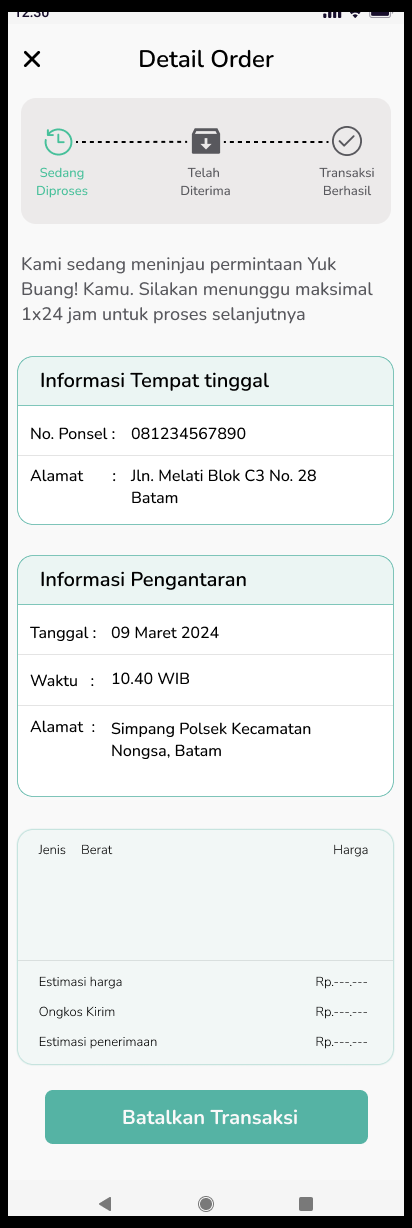 12:30
Detail Order
Sedang Diproses
Telah Diterima
Transaksi Berhasil
Kami sedang meninjau permintaan Yuk
Buang! Kamu. Silakan menunggu maksimal
1x24 jam untuk proses selanjutnya
Informasi Tempat tinggal
No. Ponsel : 081234567890
Alamat : Jln. Melati Blok C3 No. 28
Batam
Informasi Pengantaran
Tanggal : 09 Maret 2024
Waktu : 10.40 WIB
Alamat : Simpang Polsek Kecamatan
Nongsa, Batam
Jenis Berat Harga
Estimasi harga Rp.---.---
Ongkos Kirim Rp.---.---
Estimasi penerimaan Rp.---.---
Batalkan Transaksi